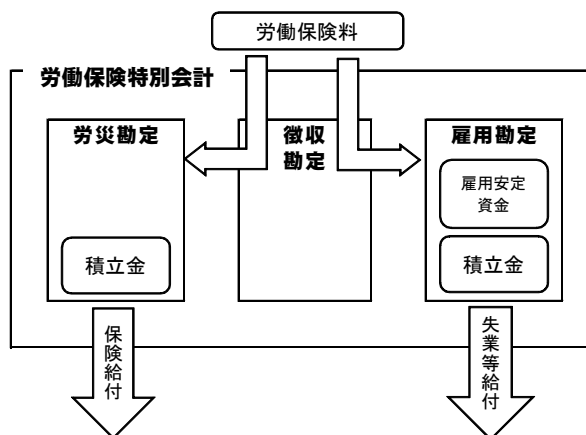 労働保険料
労働保険特別会計
労災勘定
徴収
勘定
雇用勘定
雇用安定
資金
積立金
積立金
保険給付
失業等給付